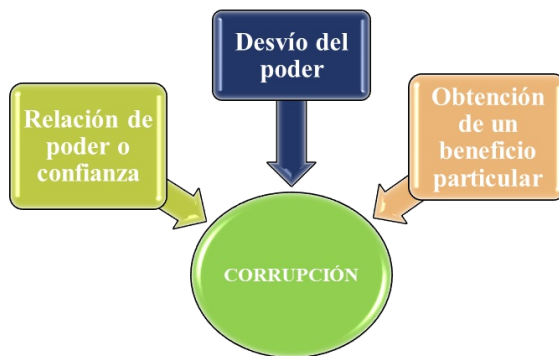 Desvío del
poder
Relación de
poder o
confianza
Obtención
de un
beneficio
particular
CORRUPCIÓN